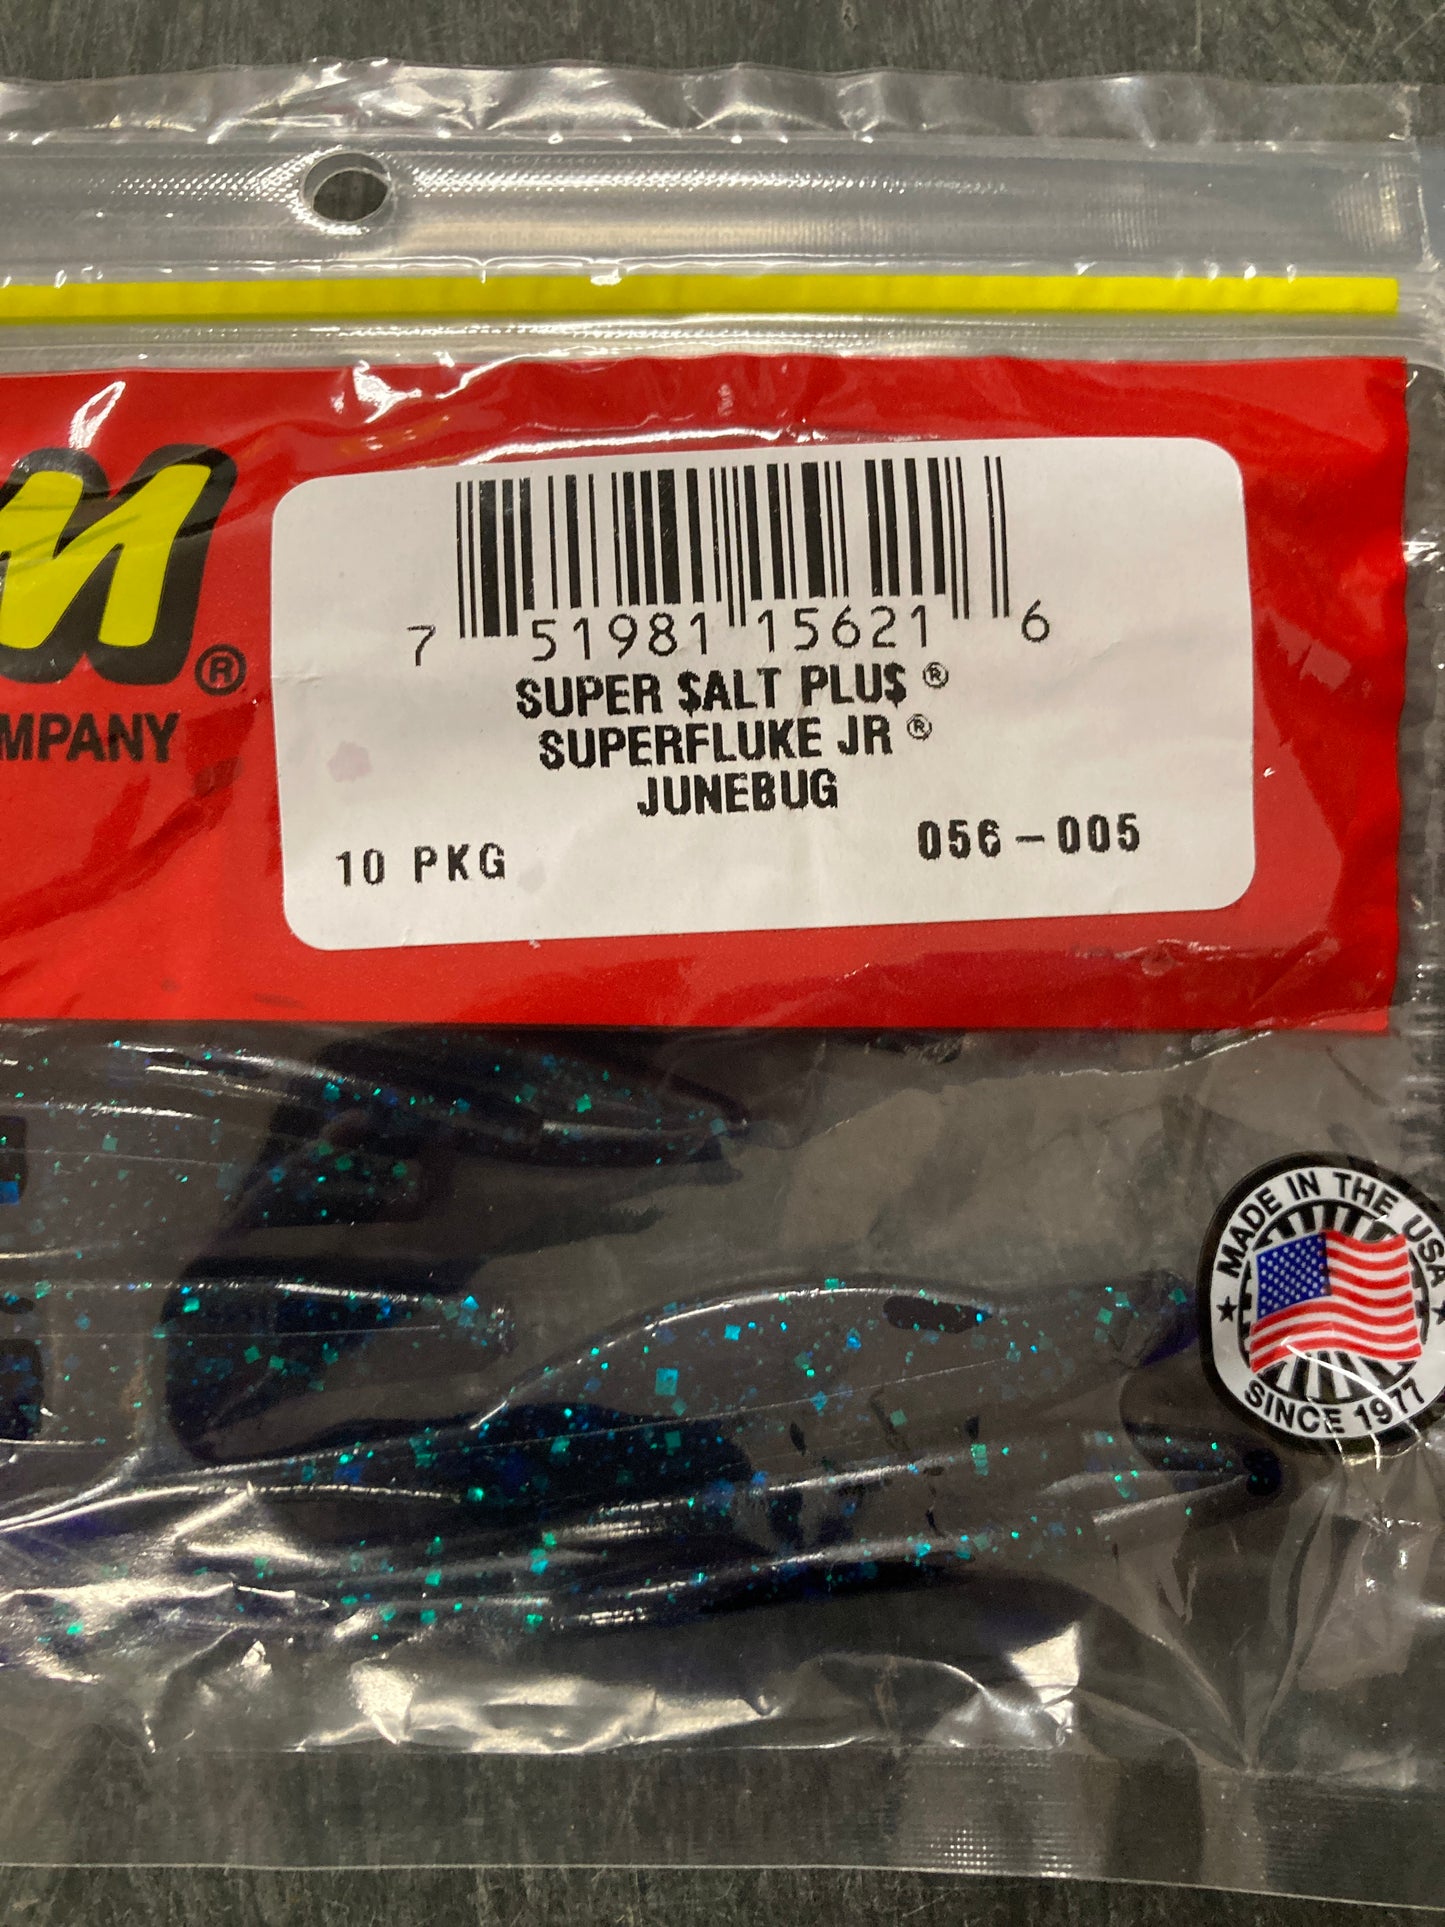 M®
MPANY
7 51981 15621 6
SUPER $ALT PLU$ ®
SUPERFLUKE JR ®
JUNEBUG
10 PKG
056-005
MADE IN THE USA
SINCE 1977